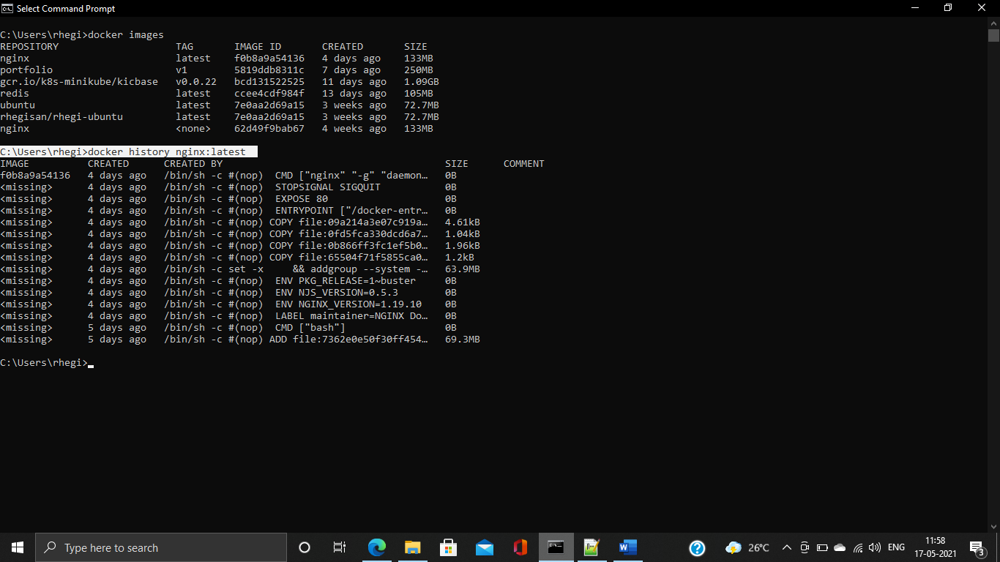 Select Command Prompt
C:\Users\rhegi>docker images
REPOSITORY TAG IMAGE ID CREATED SIZE
nginx latest f0b8a9a54136 4 days ago 133MB
portfolio v1 5819ddb8311c 7 days ago 250MB
gcr.io/k8s-minikube/kicbase v0.0.22 bcd131522525 11 days ago 1.09GB
redis latest ccee4cdf984f 13 days ago 105MB
ubuntu latest 7e0aa2d69a15 3 weeks ago 72.7MB
rhegisan/rhegi-ubuntu latest 7e0aa2d69a15 3 weeks ago 72.7MB
nginx <none> 62d49f9bab67 4 weeks ago 133MB
C:\Users\rhegi>docker history nginx:latest
IMAGE CREATED CREATED BY SIZE COMMENT
f0b8a9a54136 4 days ago /bin/sh -c #(nop) CMD ["nginx" "-g" "daemon… 0B
<missing> 4 days ago /bin/sh -c #(nop) STOPSIGNAL SIGQUIT 0B
<missing> 4 days ago /bin/sh -c #(nop) EXPOSE 80 0B
<missing> 4 days ago /bin/sh -c #(nop) ENTRYPOINT ["/docker-entr… 0B
<missing> 4 days ago /bin/sh -c #(nop) COPY file:09a214a3e07c919a… 4.61kB
<missing> 4 days ago /bin/sh -c #(nop) COPY file:0fd5fca330dcd6a7… 1.04kB
<missing> 4 days ago /bin/sh -c #(nop) COPY file:0b866ff3fc1ef5b0… 1.96kB
<missing> 4 days ago /bin/sh -c #(nop) COPY file:65504f71f5855ca0… 1.2kB
<missing> 4 days ago /bin/sh -c set -x && addgroup --system -… 63.9MB
<missing> 4 days ago /bin/sh -c #(nop) ENV PKG_RELEASE=1~buster 0B
<missing> 4 days ago /bin/sh -c #(nop) ENV NJS_VERSION=0.5.3 0B
<missing> 4 days ago /bin/sh -c #(nop) ENV NGINX_VERSION=1.19.10 0B
<missing> 4 days ago /bin/sh -c #(nop) LABEL maintainer=NGINX Do… 0B
<missing> 5 days ago /bin/sh -c #(nop) CMD ["bash"] 0B
<missing> 5 days ago /bin/sh -c #(nop) ADD file:7362e0e50f30ff454… 69.3MB
C:\Users\rhegi>
Type here to search
26°C
ENG
11:58
17-05-2021
3